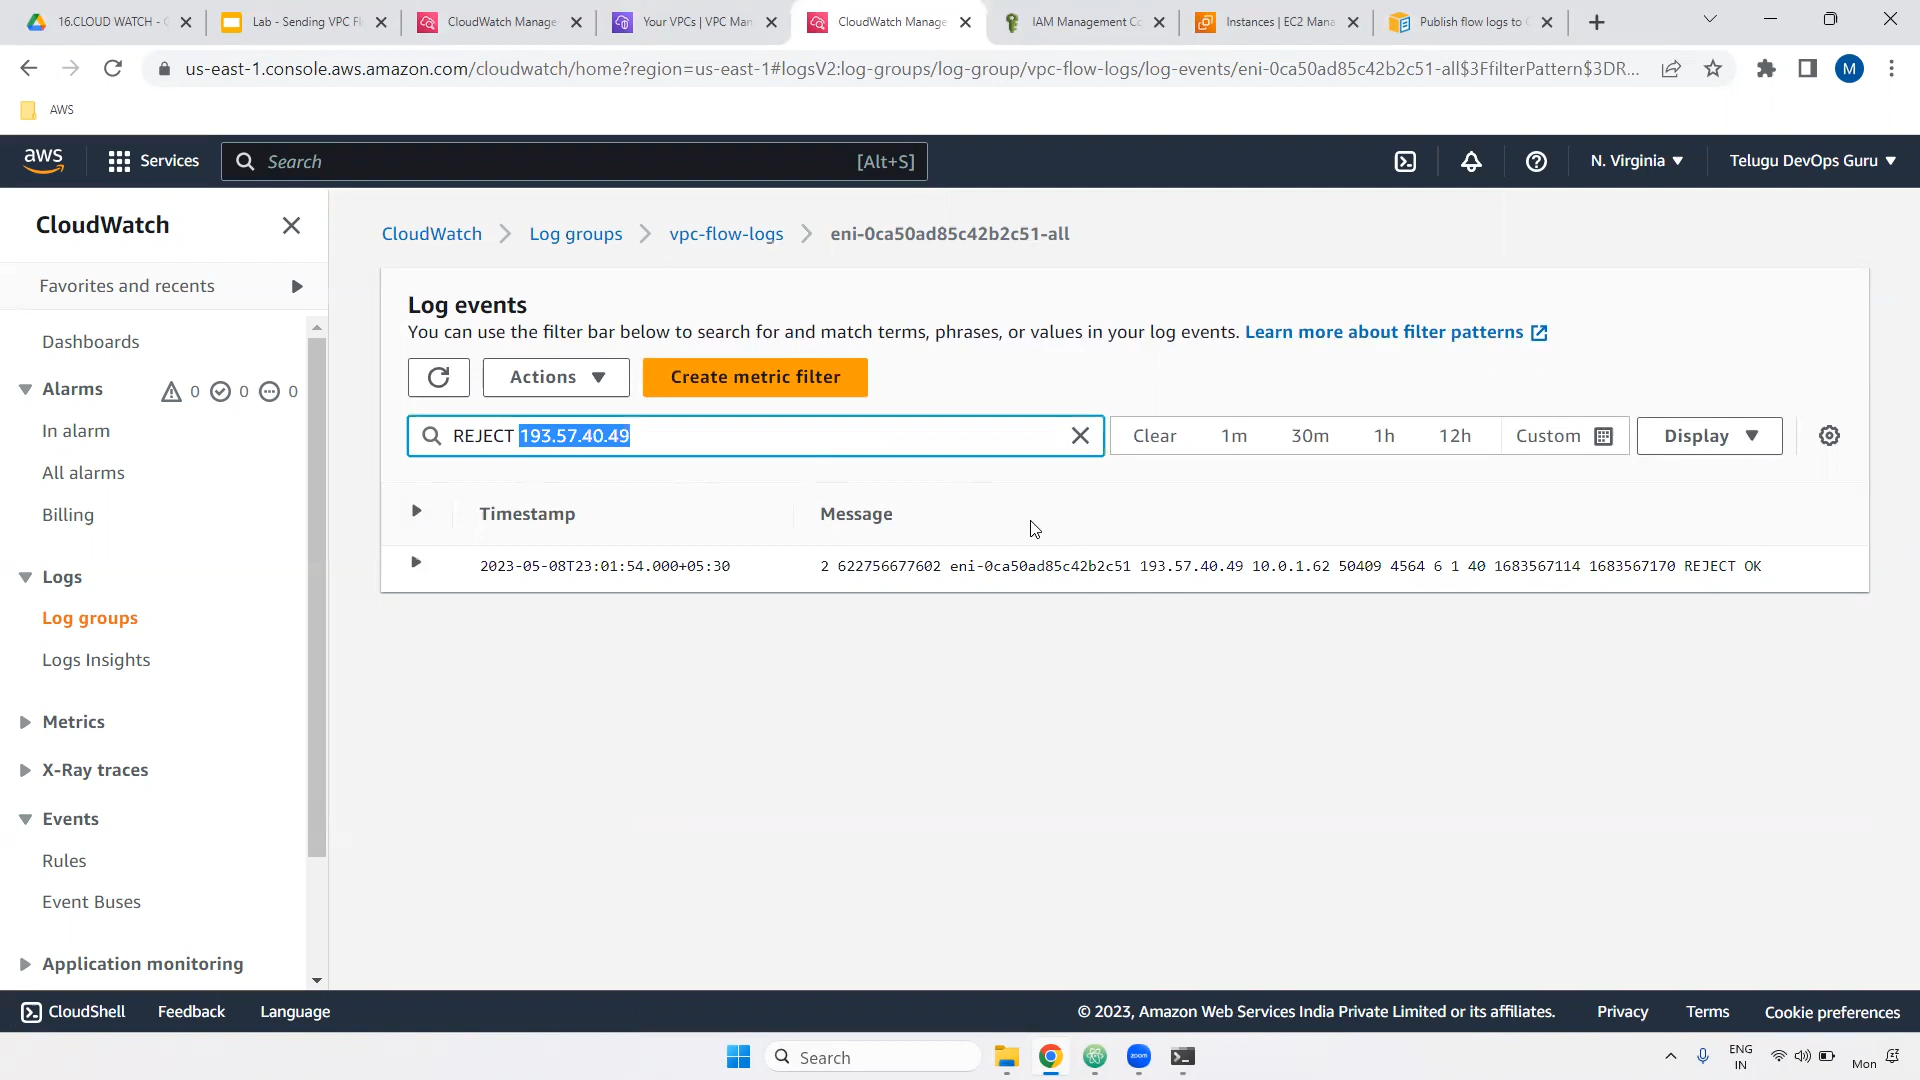 16.CLOUD WATCH - G
Lab - Sending VPC Fl
CloudWatch Manage
Your VPCs | VPC Man
CloudWatch Manage
IAM Management Co
Instances | EC2 Mana
Publish flow logs to C
us-east-1.console.aws.amazon.com/cloudwatch/home?region=us-east-1#logsV2:log-groups/log-group/vpc-flow-logs/log-events/eni-0ca50ad85c42b2c51-all$3FfilterPattern$3DR...
M
AWS
aws
Services
Search
[Alt+S]
N. Virginia
Telugu DevOps Guru
CloudWatch
Favorites and recents
Dashboards
Alarms 0 0 0
In alarm
All alarms
Billing
Logs
Log groups
Logs Insights
Metrics
X-Ray traces
Events
Rules
Event Buses
Application monitoring
CloudWatch > Log groups > vpc-flow-logs > eni-0ca50ad85c42b2c51-all
Log events
You can use the filter bar below to search for and match terms, phrases, or values in your log events. Learn more about filter patterns
Actions
Create metric filter
REJECT 193.57.40.49
Clear 1m 30m 1h 12h Custom
Display
Timestamp Message
2023-05-08T23:01:54.000+05:30 2 622756677602 eni-0ca50ad85c42b2c51 193.57.40.49 10.0.1.62 50409 4564 6 1 40 1683567114 1683567170 REJECT OK
CloudShell
Feedback
Language
© 2023, Amazon Web Services India Private Limited or its affiliates.
Privacy
Terms
Cookie preferences
Search
zoom
ENG
IN
Mon